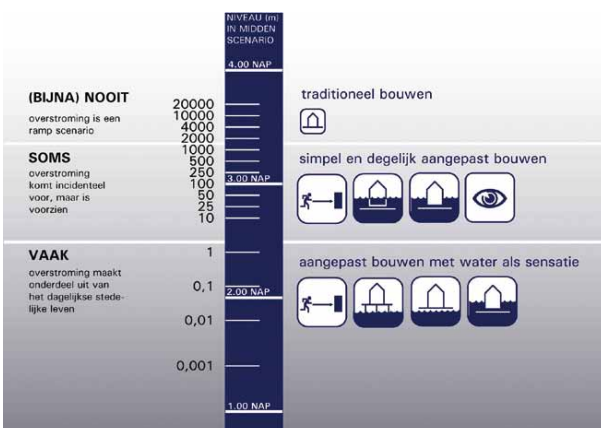 NIVEAU (m)
IN MIDDEN
SCENARIO
4.00 NAP
(BIJNA) NOOIT
overstroming is een
ramp scenario
20000
10000
4000
2000
traditioneel bouwen
SOMS
overstroming
komt incidenteel
voor, maar is
voorzien
1000
500
250
100
50
25
10
3.00 NAP
simpel en degelijk aangepast bouwen
VAAK
overstroming maakt
onderdeel uit van
het dagelijkse stede-
lijke leven
1
0,1
0,01
0,001
2.00 NAP
1.00 NAP
aangepast bouwen met water als sensatie